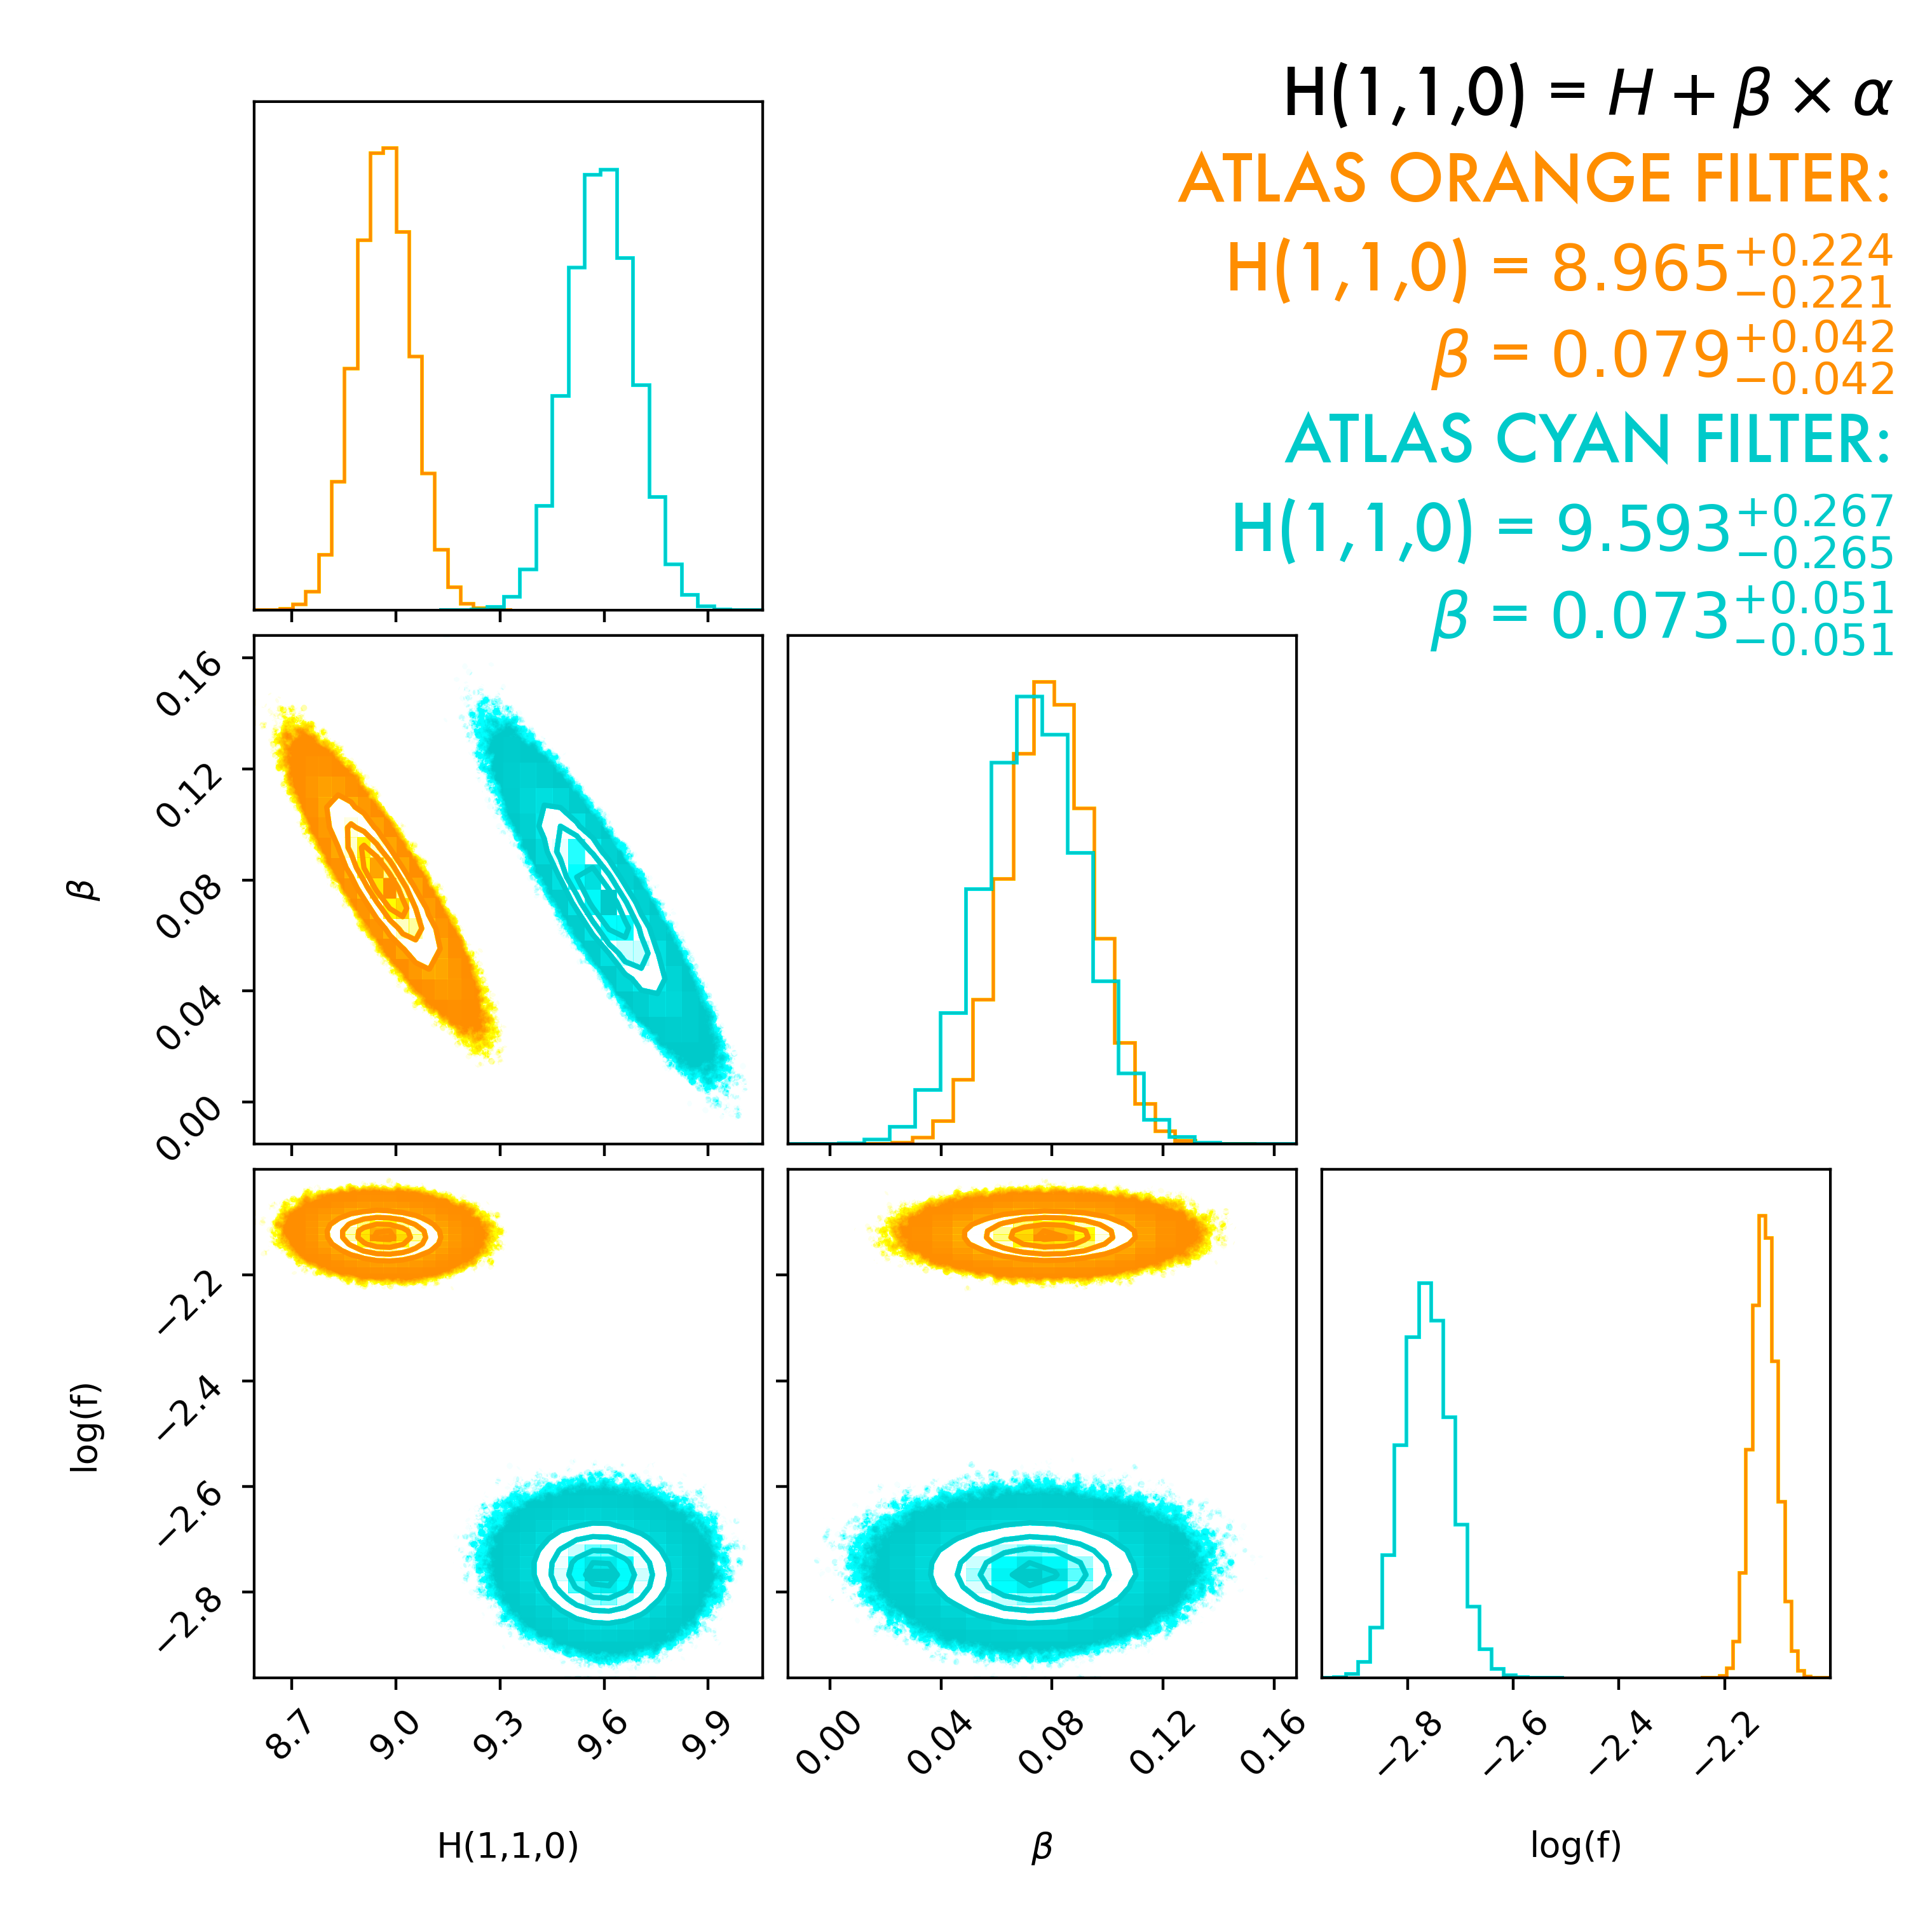 H(1,1,0) = H + β × α
ATLAS ORANGE FILTER:
H(1,1,0) = 8.965 +0.224 −0.221
β = 0.079 +0.042 −0.042
ATLAS CYAN FILTER:
H(1,1,0) = 9.593 +0.267 −0.265
β = 0.073 +0.051 −0.051
β
0.16
0.12
0.08
0.04
0.00
log(f)
−2.2
−2.4
−2.6
−2.8
8.7 9.0 9.3 9.6 9.9
0.00 0.04 0.08 0.12 0.16
−2.8 −2.6 −2.4 −2.2
H(1,1,0)
β
log(f)